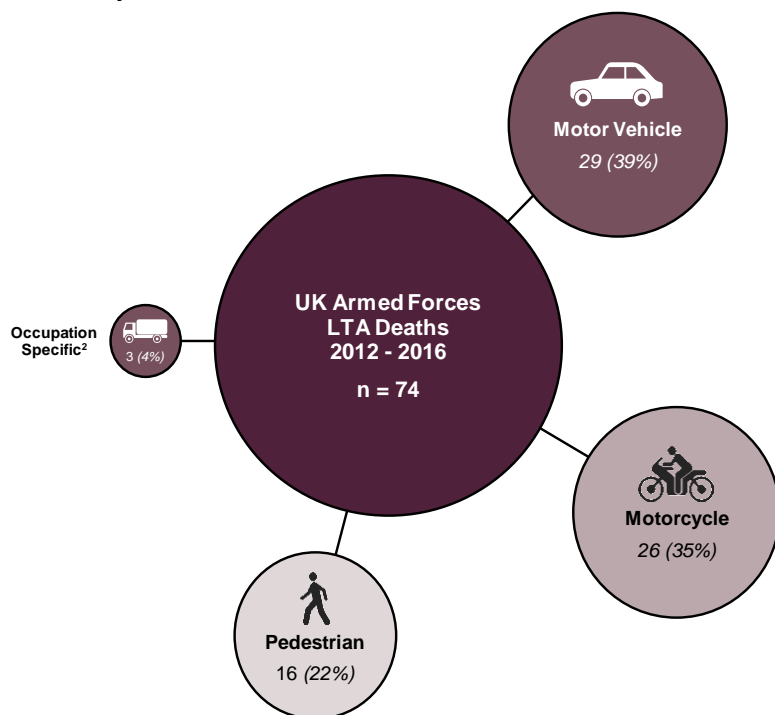 Motor Vehicle
29 (39%)
UK Armed Forces
LTA Deaths
2012 - 2016
n = 74
Occupation
Specific²
3 (4%)
Motorcycle
26 (35%)
Pedestrian
16 (22%)